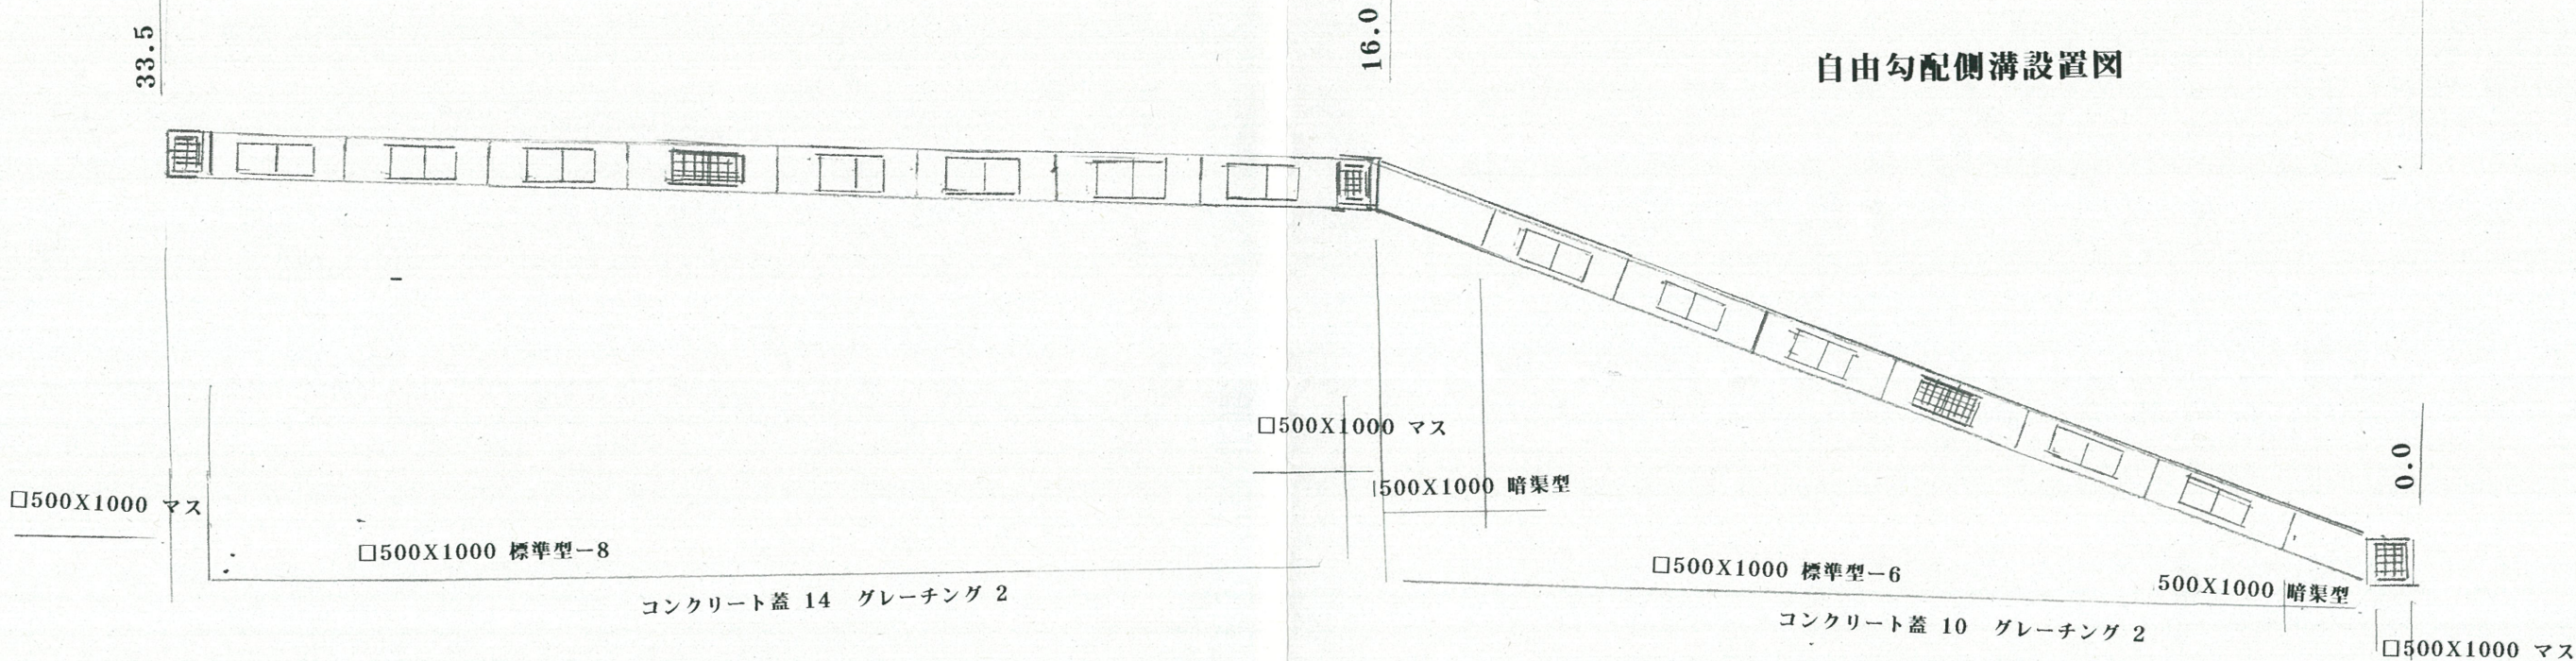 33.5
16.0
自由勾配側溝設置図
□500X1000 マス
0.0
500X1000 暗渠型
□500X1000 マス
□500X1000 標準型－8
□500X1000 標準型－6
500X1000 暗渠型
コンクリート蓋 14 グレーチング 2
コンクリート蓋 10 グレーチング 2
□500X1000 マス